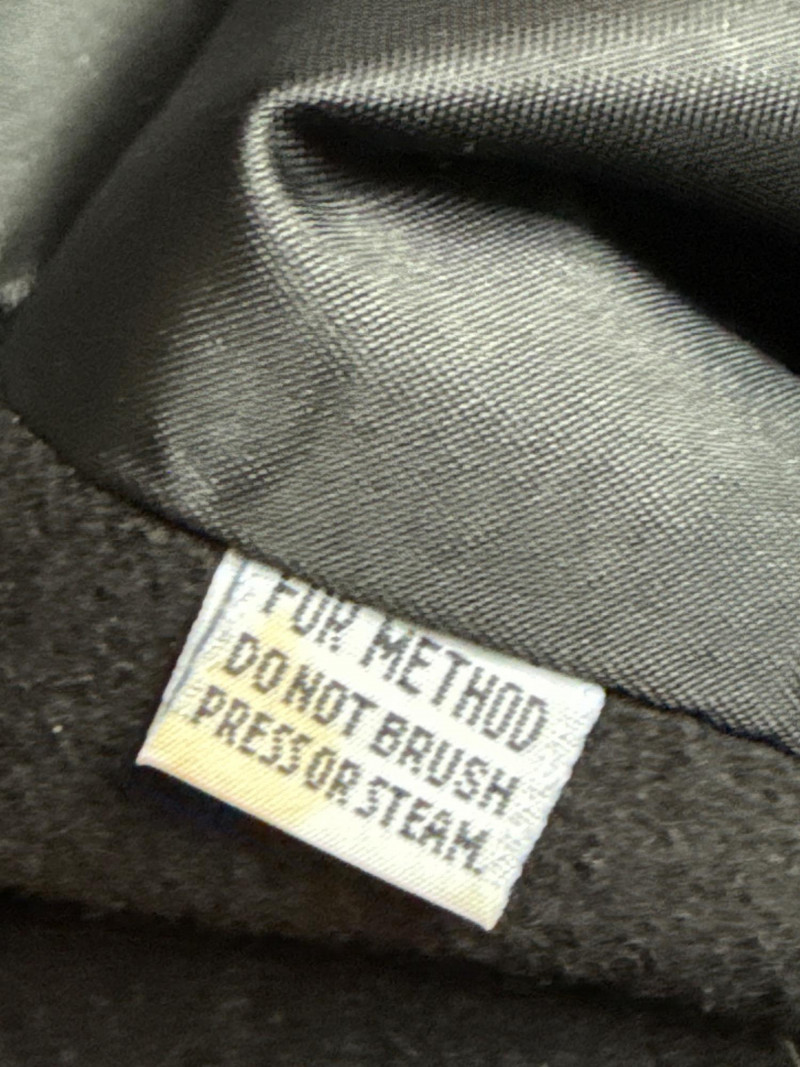 FUR METHOD
DO NOT BRUSH
PRESS OR STEAM.